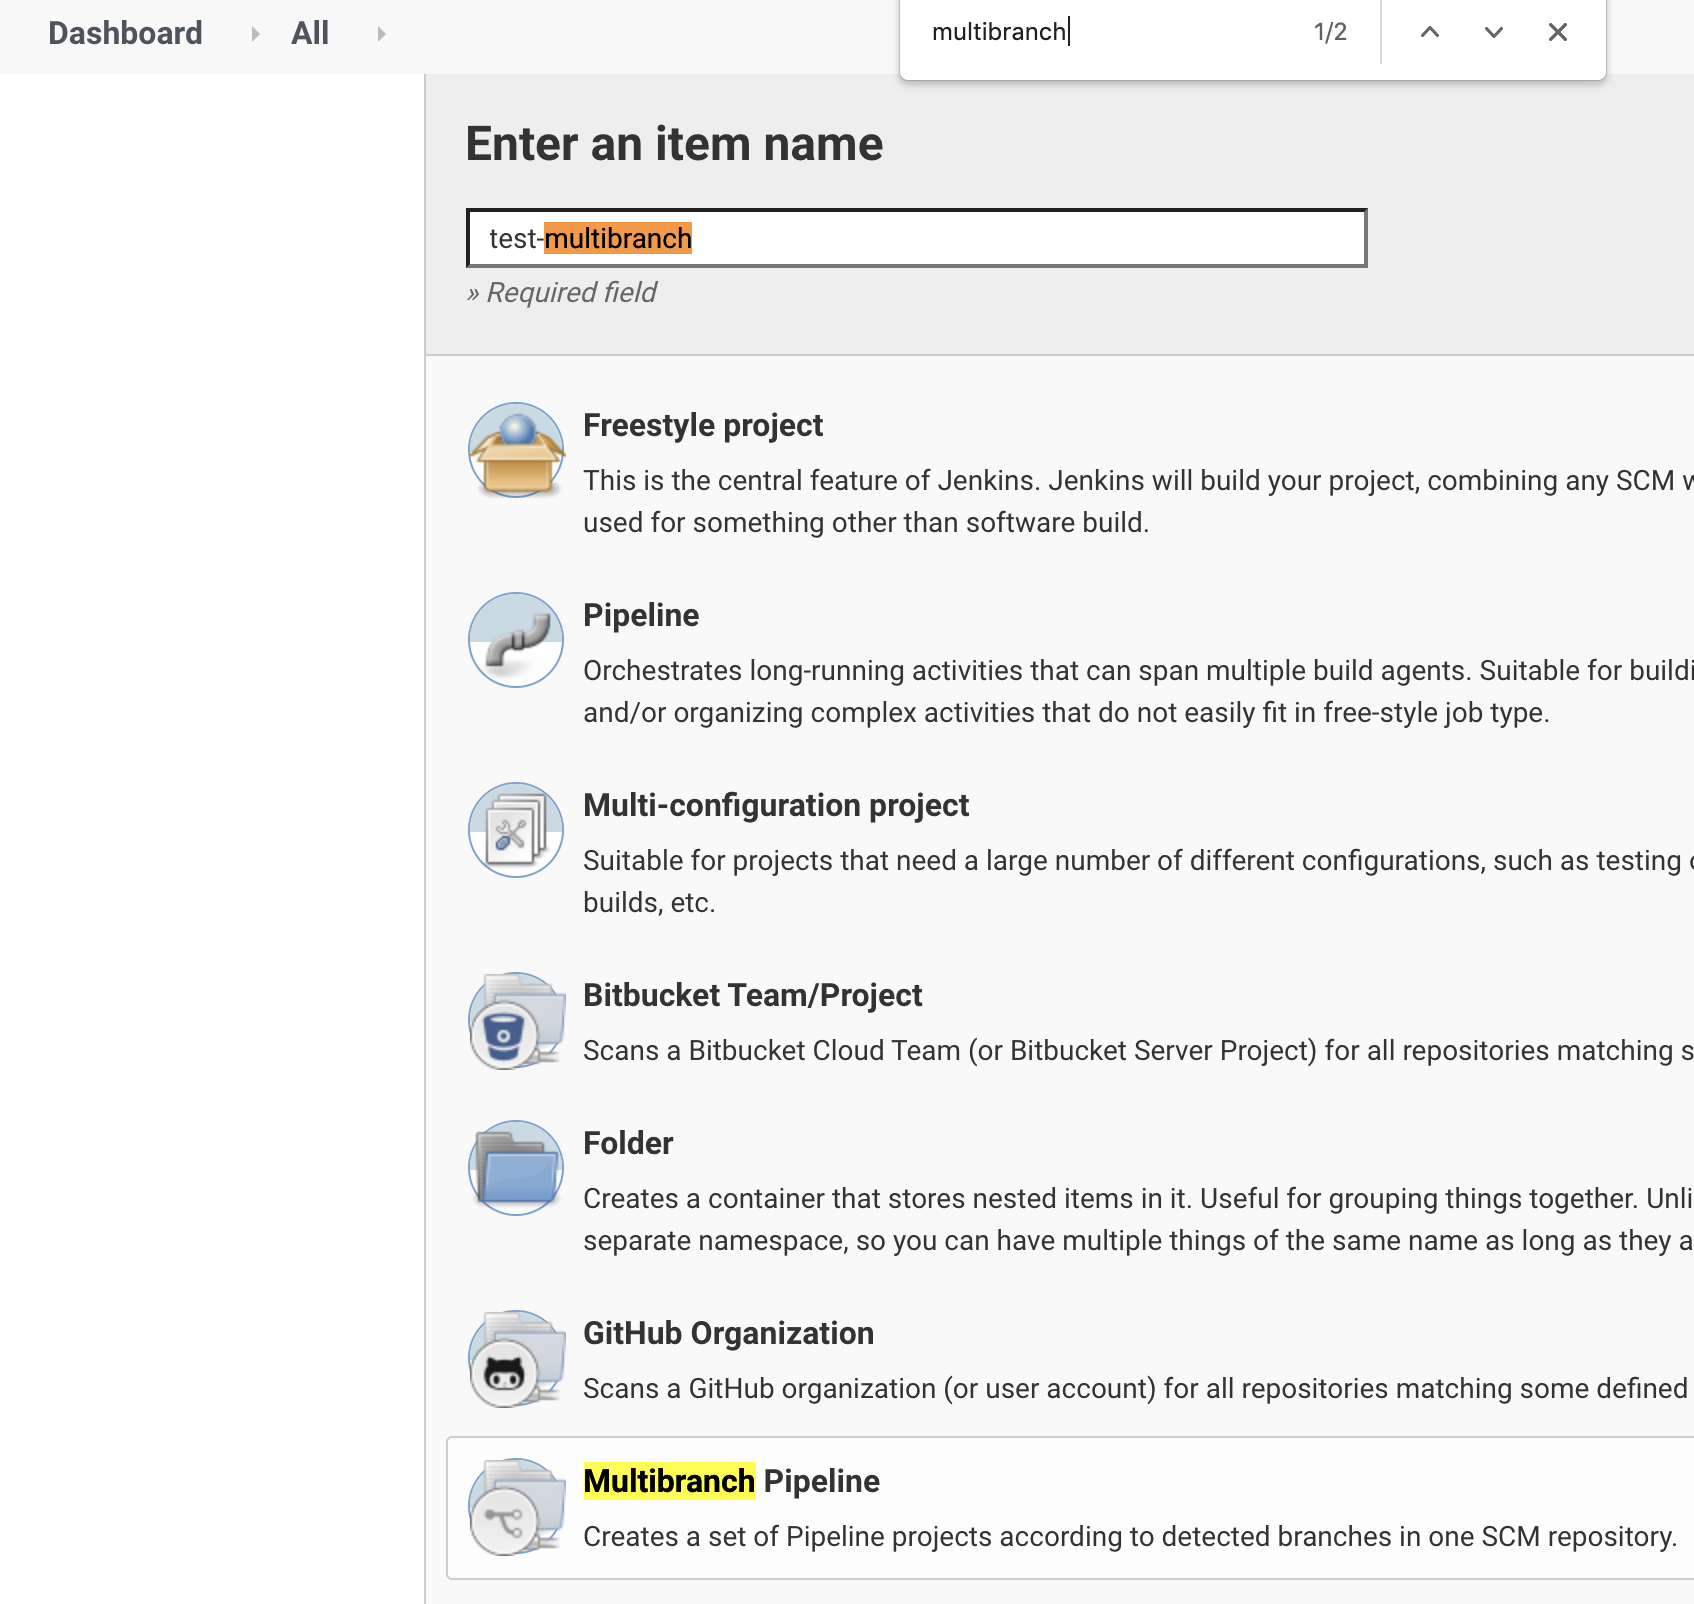 Dashboard All
multibranch 1/2
Enter an item name
test-multibranch
» Required field
Freestyle project
This is the central feature of Jenkins. Jenkins will build your project, combining any SCM
used for something other than software build.
Pipeline
Orchestrates long-running activities that can span multiple build agents. Suitable for buildi
and/or organizing complex activities that do not easily fit in free-style job type.
Multi-configuration project
Suitable for projects that need a large number of different configurations, such as testing
builds, etc.
Bitbucket Team/Project
Scans a Bitbucket Cloud Team (or Bitbucket Server Project) for all repositories matching s
Folder
Creates a container that stores nested items in it. Useful for grouping things together. Unli
separate namespace, so you can have multiple things of the same name as long as they a
GitHub Organization
Scans a GitHub organization (or user account) for all repositories matching some defined
Multibranch Pipeline
Creates a set of Pipeline projects according to detected branches in one SCM repository.